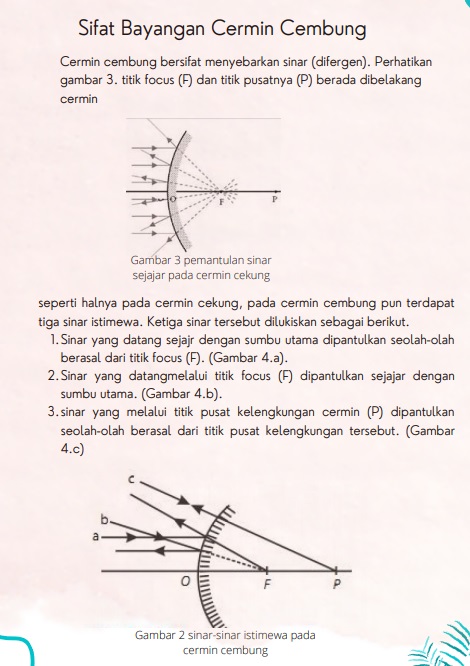 Sifat Bayangan Cermin Cembung
Cermin cembung bersifat menyebarkan sinar (difergen). Perhatikan
gambar 3. titik focus (F) dan titik pusatnya (P) berada dibelakang
cermin
O
F
P
Gambar 3 pemantulan sinar
sejajar pada cermin cekung
seperti halnya pada cermin cekung, pada cermin cembung pun terdapat
tiga sinar istimewa. Ketiga sinar tersebut dilukiskan sebagai berikut.
1. Sinar yang datang sejajr dengan sumbu utama dipantulkan seolah-olah
berasal dari titik focus (F). (Gambar 4.a).
2. Sinar yang datangmelalui titik focus (F) dipantulkan sejajar dengan
sumbu utama. (Gambar 4.b).
3. sinar yang melalui titik pusat kelengkungan cermin (P) dipantulkan
seolah-olah berasal dari titik pusat kelengkungan tersebut. (Gambar
4.c)
c
b
a
O
F
P
Gambar 2 sinar-sinar istimewa pada
cermin cembung